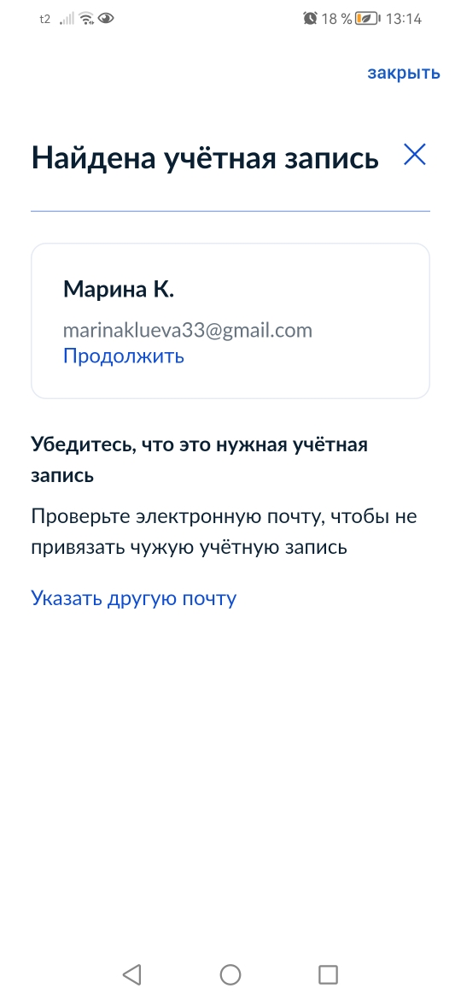 t2 18 % 13:14
закрыть
Найдена учётная запись
Марина К.
marinaklueva33@gmail.com
Продолжить
Убедитесь, что это нужная учётная
запись
Проверьте электронную почту, чтобы не
привязать чужую учётную запись
Указать другую почту